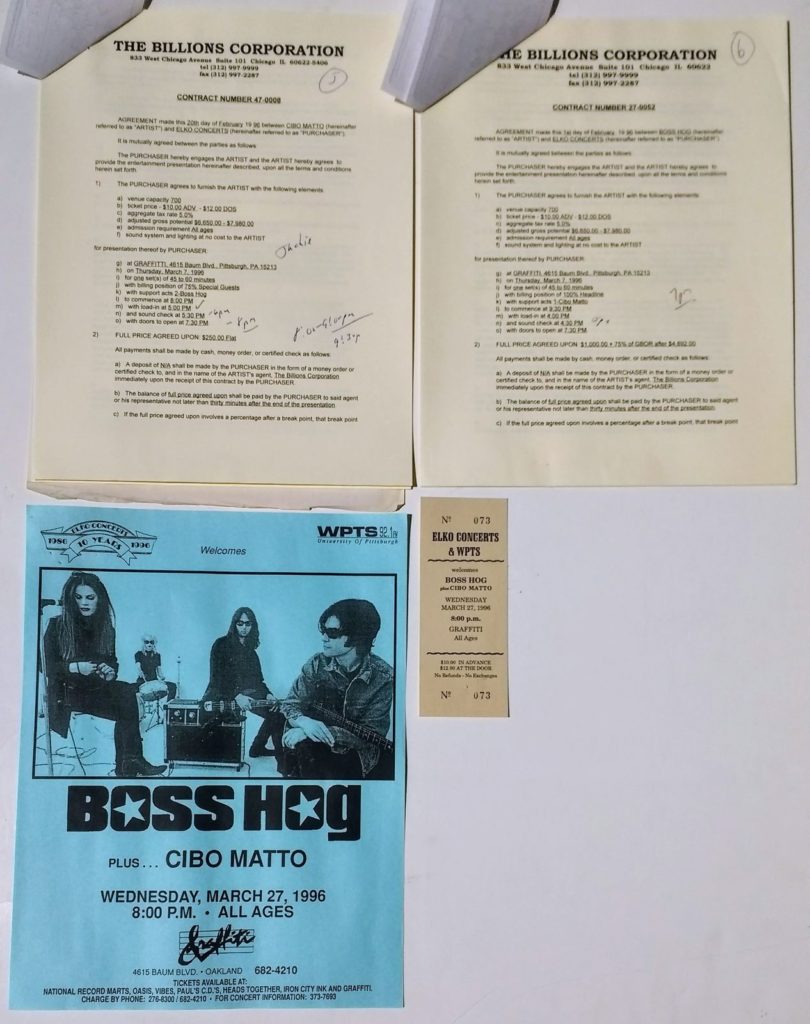 THE BILLIONS CORPORATION
833 West Chicago Avenue Suite 101 Chicago IL 60622-5406
tel (312) 997-9999
fax (312) 997-2287
5
CONTRACT NUMBER 47-0008
AGREEMENT made this 20th day of February 19 96 between CIBO MATTO (hereinafter
referred to as "ARTIST") and ELKO CONCERTS (hereinafter referred to as "PURCHASER").
It is mutually agreed between the parties as follows
The PURCHASER hereby engages the ARTIST and the ARTIST hereby agrees to
provide the entertainment presentation hereinafter described, upon all the terms and conditions
herein set forth
1) The PURCHASER agrees to furnish the ARTIST with the following elements:
a) venue capacity 700
b) ticket price - $10.00 ADV - $12.00 DOS
c) aggregate tax rate 5.0%
d) adjusted gross potential $6,650.00 - $7,980.00
e) admission requirement All ages
f) sound system and lighting at no cost to the ARTIST
for presentation thereof by PURCHASER:
g) at GRAFFITI, 4615 Baum Blvd., Pittsburgh, PA 15213
h) on Thursday, March 7, 1996
i) for one set(s) of 45 to 60 minutes
j) with billing position of 75% Special Guests
k) with support acts 2-Boss Hog
l) to commence at 8:00 PM
m) with load-in at 5:00 PM
n) and sound check at 5:30 PM
o) with doors to open at 7:30 PM
8pm
2) FULL PRICE AGREED UPON: $250.00 Flat
All payments shall be made by cash, money order, or certified check as follows:
a) A deposit of N/A shall be made by the PURCHASER in the form of a money order or
certified check to, and in the name of the ARTIST's agent, The Billions Corporation
immediately upon the receipt of this contract by the PURCHASER.
b) The balance of full price agreed upon shall be paid by the PURCHASER to said agent
or his representative not later than thirty minutes after the end of the presentation
c) If the full price agreed upon involves a percentage after a break point, that break point
HE BILLIONS CORPORATION
833 West Chicago Avenue Suite 101 Chicago IL 60622
tel (312) 997-9999
fax (312) 997-2287
6
CONTRACT NUMBER 27-0052
AGREEMENT made this 1st day of February 19 96 between BOSS HOG (hereinafter
referred to as "ARTIST") and ELKO CONCERTS (hereinafter referred to as "PURCHASER").
It is mutually agreed between the parties as follows
The PURCHASER hereby engages the ARTIST and the ARTIST hereby agrees to
provide the entertainment presentation hereinafter described, upon all the terms and conditions
herein set forth
1) The PURCHASER agrees to furnish the ARTIST with the following elements:
a) venue capacity 700
b) ticket price - $10.00 ADV - $12.00 DOS
c) aggregate tax rate 5.0%
d) adjusted gross potential $6,650.00 - $7,980.00
e) admission requirement All ages
f) sound system and lighting at no cost to the ARTIST
for presentation thereof by PURCHASER:
g) at GRAFFITI, 4615 Baum Blvd., Pittsburgh, PA 15213
h) on Thursday, March 7, 1996
i) for one set(s) of 45 to 60 minutes
j) with billing position of 100% Headline
k) with support acts 1-Cibo Matto
l) to commence at 9:30 PM
m) with load-in at 4:00 PM
n) and sound check at 4:30 PM
o) with doors to open at 7:30 PM
2) FULL PRICE AGREED UPON: $1,000.00 + 75% of GBOR after $4,692.00
All payments shall be made by cash, money order, or certified check as follows:
a) A deposit of N/A shall be made by the PURCHASER in the form of a money order or
certified check to, and in the name of the ARTIST's agent, The Billions Corporation
immediately upon the receipt of this contract by the PURCHASER.
b) The balance of full price agreed upon shall be paid by the PURCHASER to said agent
or his representative not later than thirty minutes after the end of the presentation
c) If the full price agreed upon involves a percentage after a break point, that break point
ELKO CONCERTS
1986 10 YEARS 1996
Welcomes
WPTS 92.1FM
University Of Pittsburgh
BOSS HOG
PLUS... CIBO MATTO
WEDNESDAY, MARCH 27, 1996
8:00 P.M. • ALL AGES
Graffiti
4615 BAUM BLVD. • OAKLAND 682-4210
TICKETS AVAILABLE AT:
NATIONAL RECORD MARTS, OASIS, VIBES, PAUL'S C.D.'S, HEADS TOGETHER, IRON CITY INK AND GRAFFITI.
CHARGE BY PHONE: 276-8300 / 682-4210 • FOR CONCERT INFORMATION: 373-7693
Nº 073
ELKO CONCERTS
& WPTS
welcomes
BOSS HOG
plus CIBO MATTO
WEDNESDAY
MARCH 27, 1996
8:00 p.m.
GRAFFITI
All Ages
$10.00 IN ADVANCE
$12.00 AT THE DOOR
No Refunds - No Exchanges
Nº 073